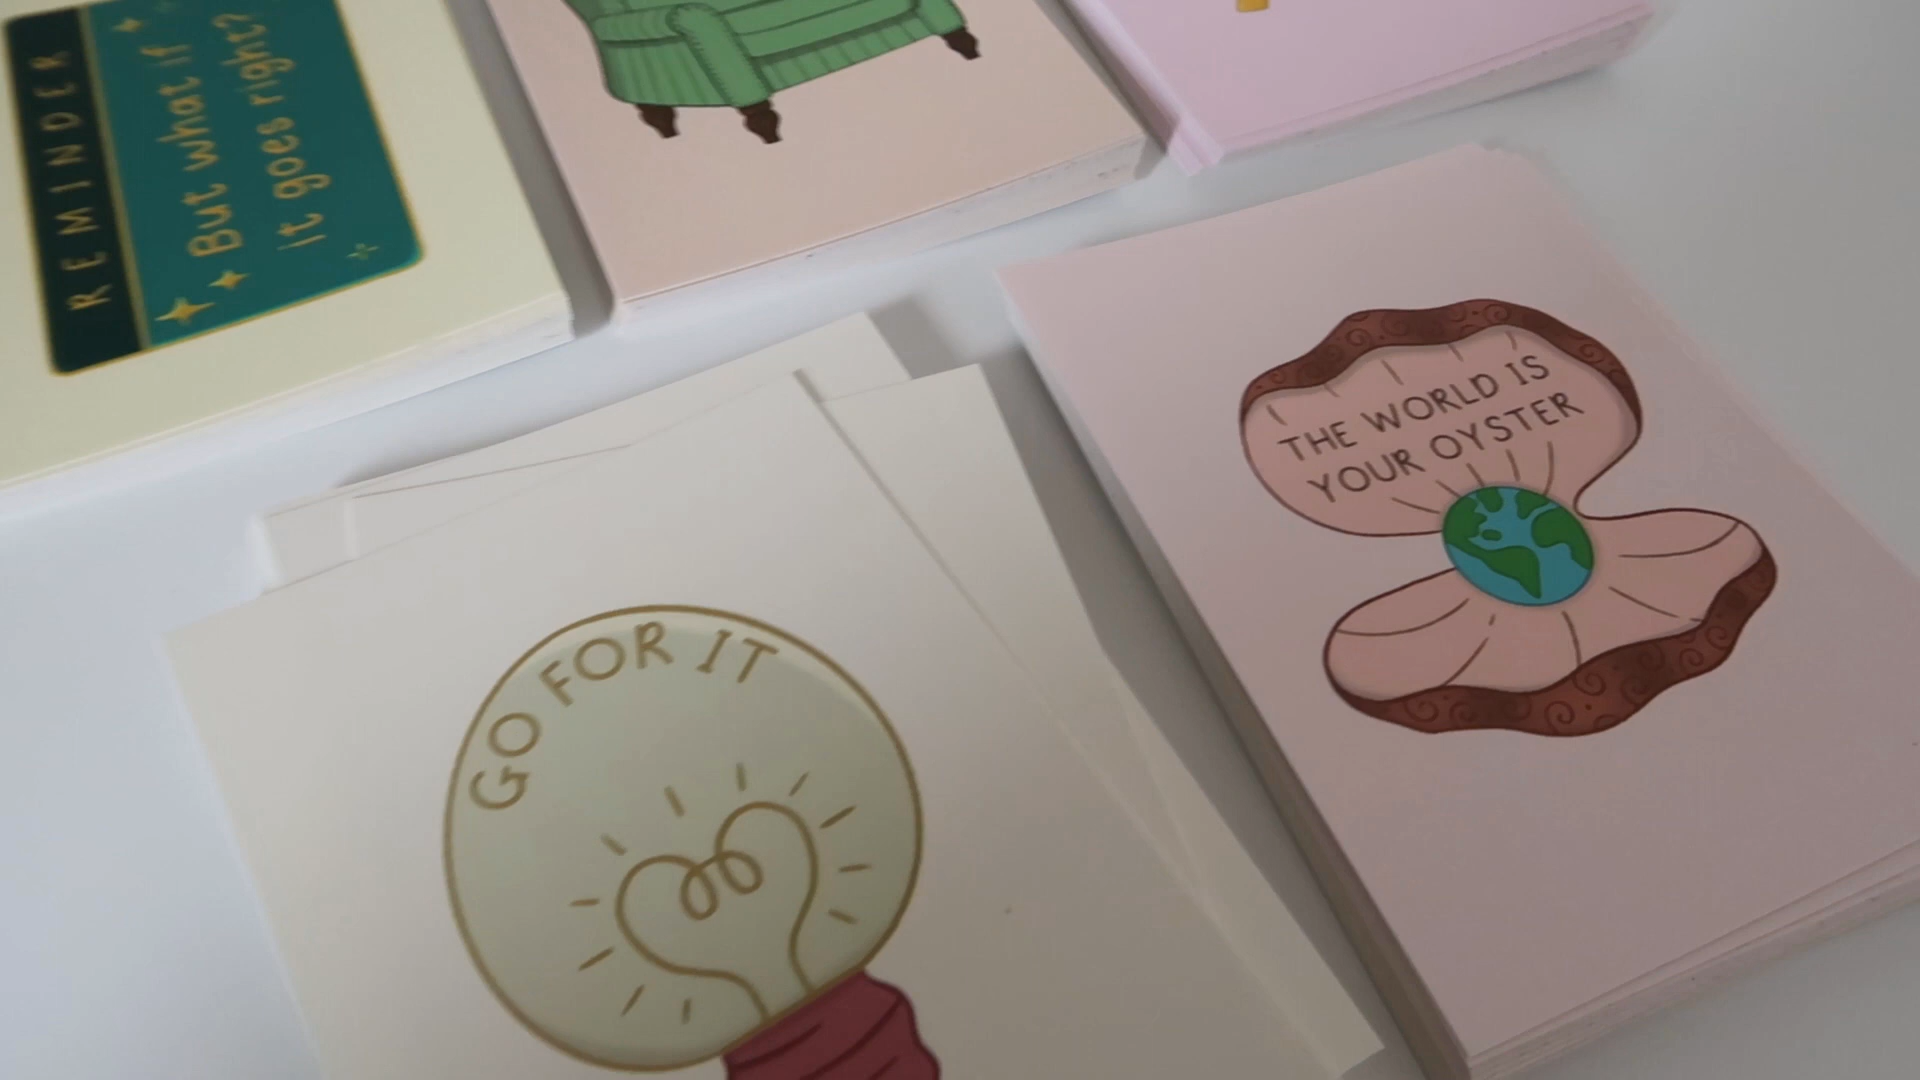 REMINDER
But what if
it goes right?
THE WORLD IS
YOUR OYSTER
GO FOR IT